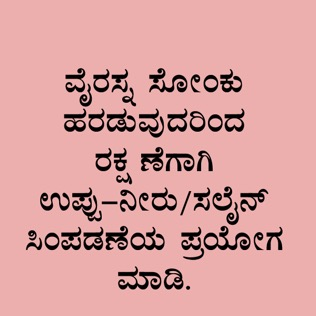 ವೈರಸ್ನ ಸೋಂಕು
ಹರಡುವುದರಿಂದ
ರಕ್ಷ ಣೆಗಾಗಿ
ಉಪ್ಪು-ನೀರು/ಸಲೈನ್
ಸಿಂಪಡಣೆಯ ಪ್ರಯೋಗ
ಮಾಡಿ.